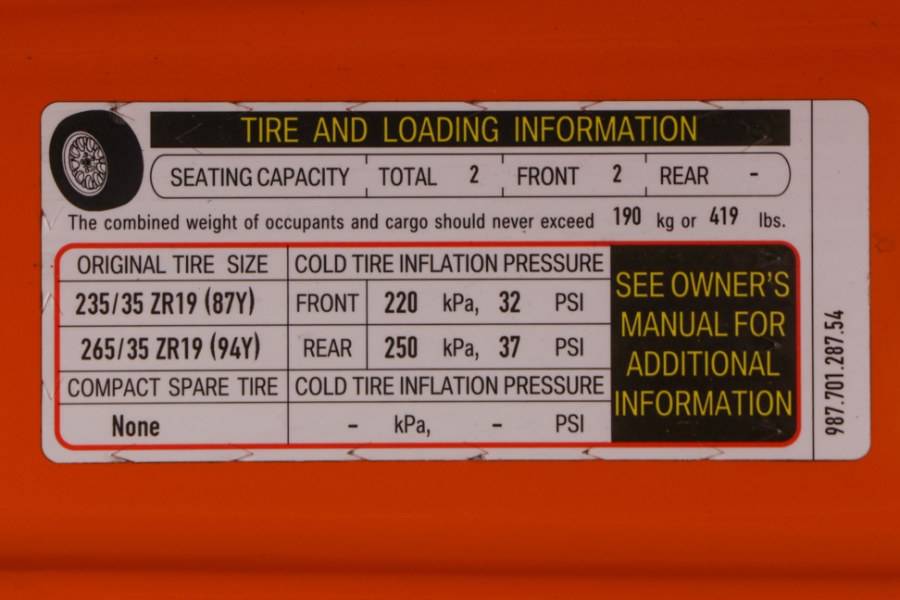 TIRE AND LOADING INFORMATION
SEATING CAPACITY TOTAL 2 FRONT 2 REAR -
The combined weight of occupants and cargo should never exceed 190 kg or 419 lbs.
ORIGINAL TIRE SIZE COLD TIRE INFLATION PRESSURE
235/35 ZR19 (87Y) FRONT 220 kPa, 32 PSI
265/35 ZR19 (94Y) REAR 250 kPa, 37 PSI
COMPACT SPARE TIRE COLD TIRE INFLATION PRESSURE
None - kPa, - PSI
SEE OWNER'S
MANUAL FOR
ADDITIONAL
INFORMATION
987.701.287.54